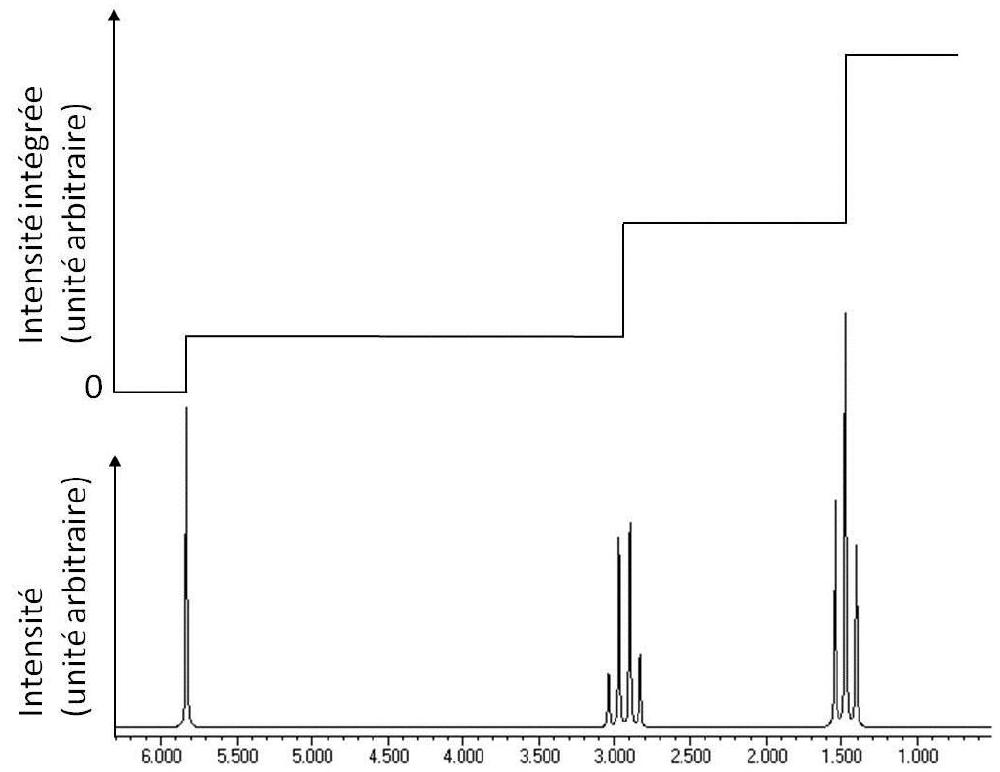 Intensité intégrée
(unité arbitraire)
0
Intensité
(unité arbitraire)
6.000 5.500 5.000 4.500 4.000 3.500 3.000 2.500 2.000 1.500 1.000